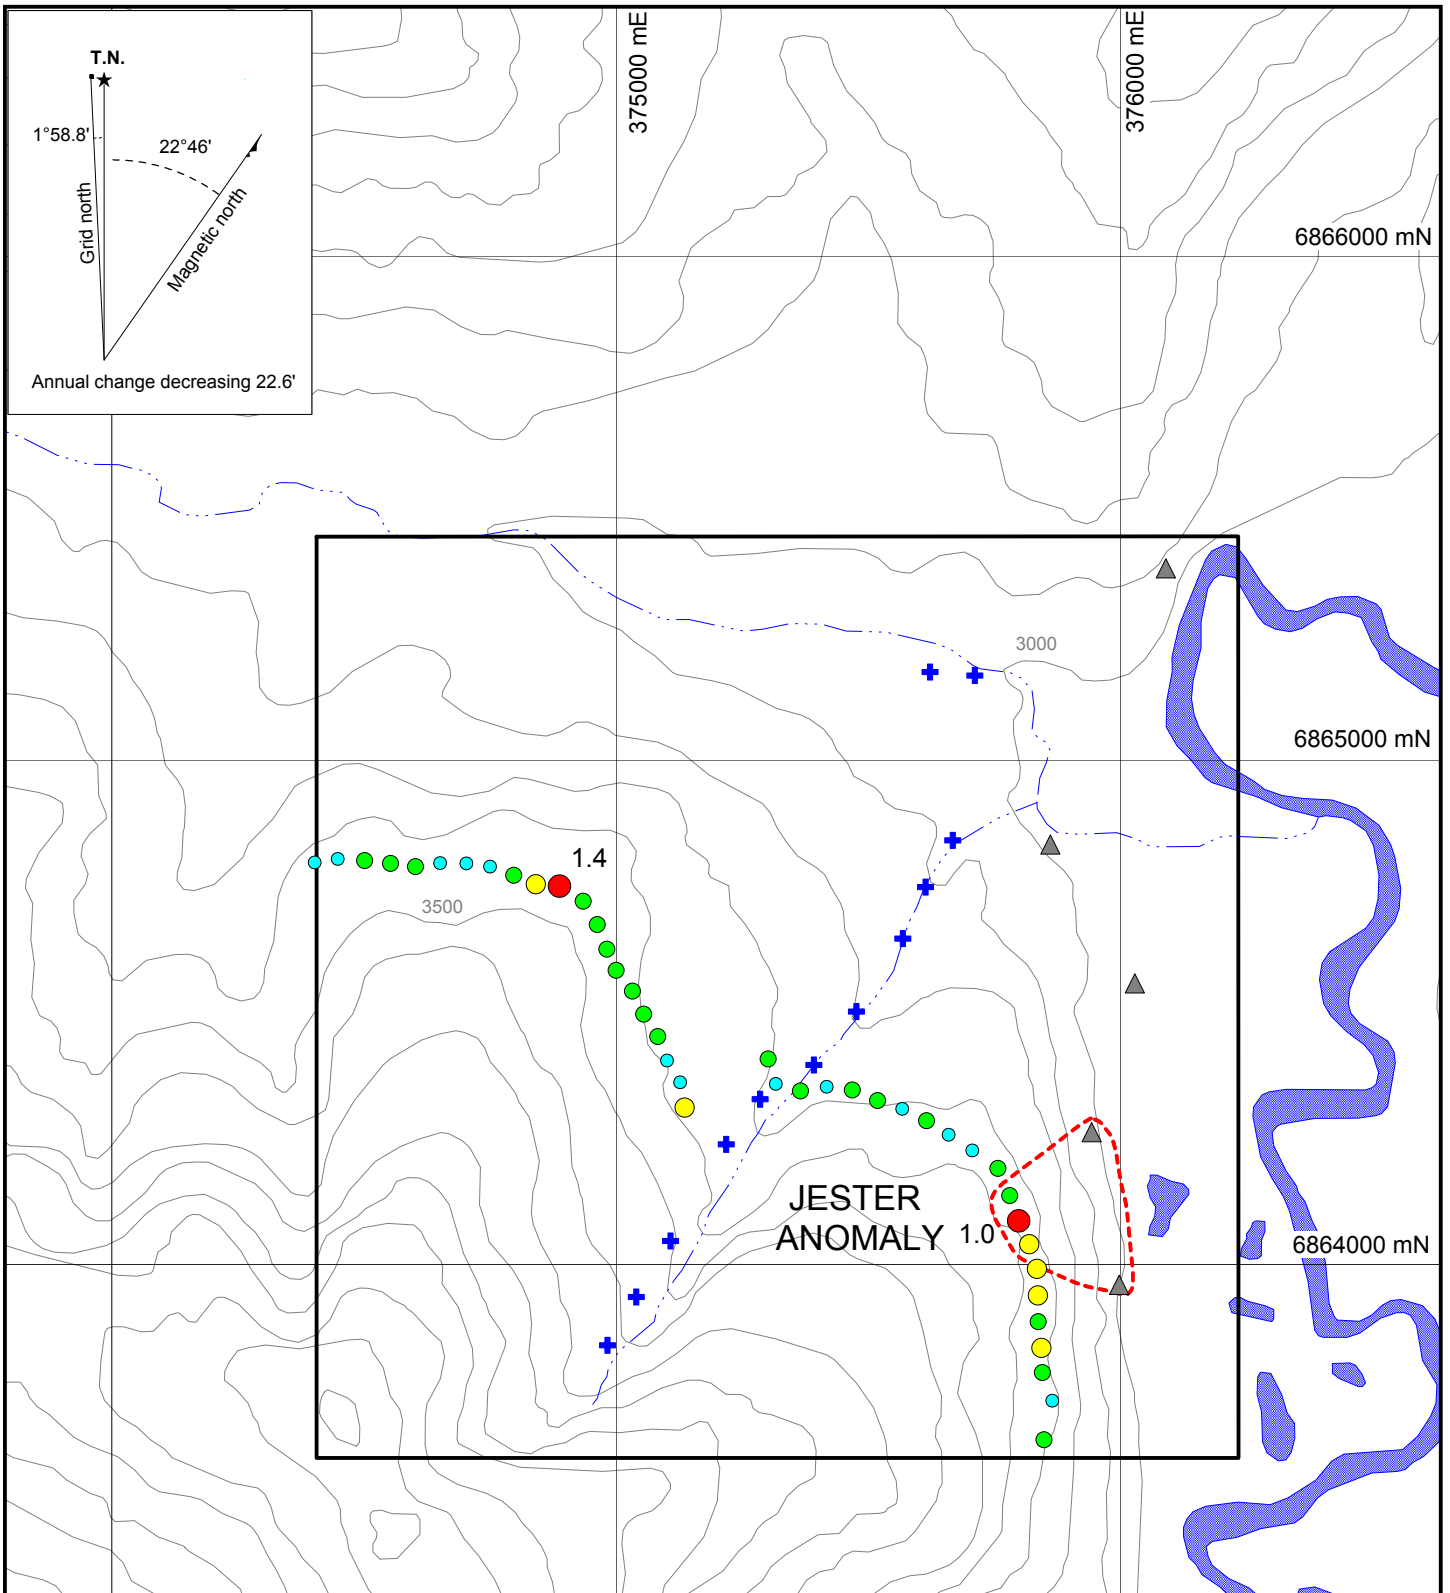 T.N.
1°58.8'
22°46'
Grid north
Magnetic north
Annual change decreasing 22.6'
375000 mE
376000 mE
6866000 mN
3000
6865000 mN
1.4
3500
JESTER
ANOMALY
1.0
6864000 mN